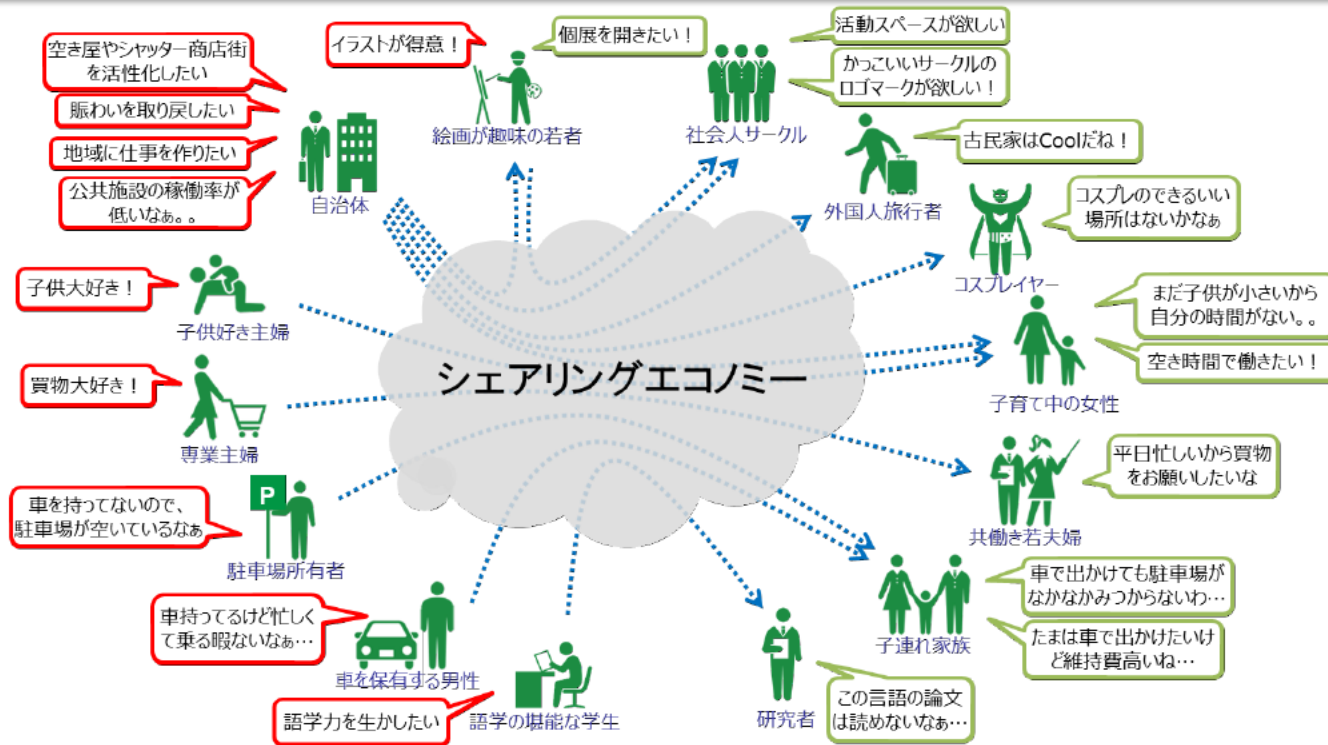 空き屋やシャッター商店街
を活性化したい
賑わいを取り戻したい
地域に仕事を作りたい
公共施設の稼働率が
低いなぁ。。
自治体
イラストが得意！
個展を開きたい！
絵画が趣味の若者
活動スペースが欲しい
かっこいいサークルの
ロゴマークが欲しい！
社会人サークル
古民家はCoolだね！
外国人旅行者
コスプレのできるいい
場所はないかなぁ
コスプレイヤー
子供大好き！
子供好き主婦
まだ子供が小さいから
自分の時間がない。。
空き時間で働きたい！
子育て中の女性
シェアリングエコノミー
買物大好き！
専業主婦
平日忙しいから買物
をお願いしたいな
共働き若夫婦
車を持ってないので、
駐車場が空いているなぁ
P
駐車場所有者
車で出かけても駐車場が
なかなかみつからないわ…
たまは車で出かけたいけ
ど維持費高いね…
子連れ家族
車持ってるけど忙しく
て乗る暇ないなぁ…
車を保有する男性
語学力を生かしたい
語学の堪能な学生
この言語の論文
は読めないなぁ…
研究者